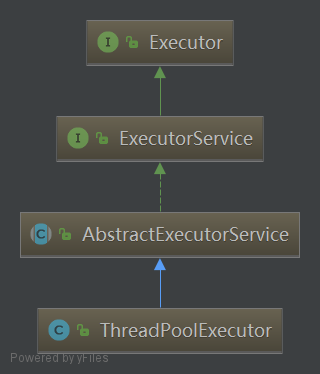 I Executor
I ExecutorService
C AbstractExecutorService
C ThreadPoolExecutor
Powered by yFiles